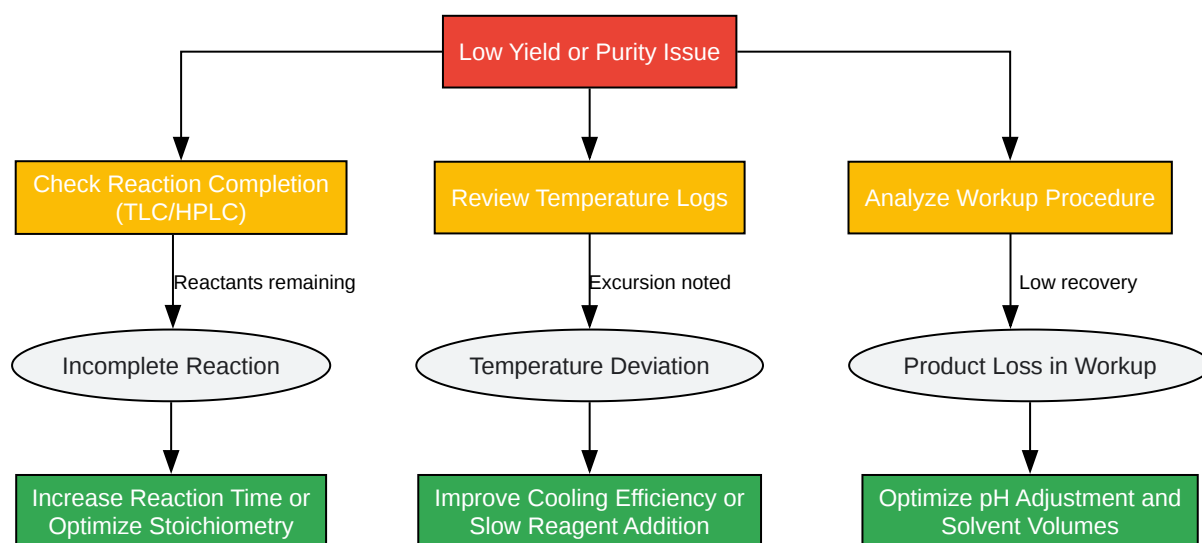 Low Yield or Purity Issue
Check Reaction Completion
(TLC/HPLC)
Review Temperature Logs
Analyze Workup Procedure
Reactants remaining
Excursion noted
Low recovery
Incomplete Reaction
Temperature Deviation
Product Loss in Workup
Increase Reaction Time or
Optimize Stoichiometry
Improve Cooling Efficiency or
Slow Reagent Addition
Optimize pH Adjustment and
Solvent Volumes